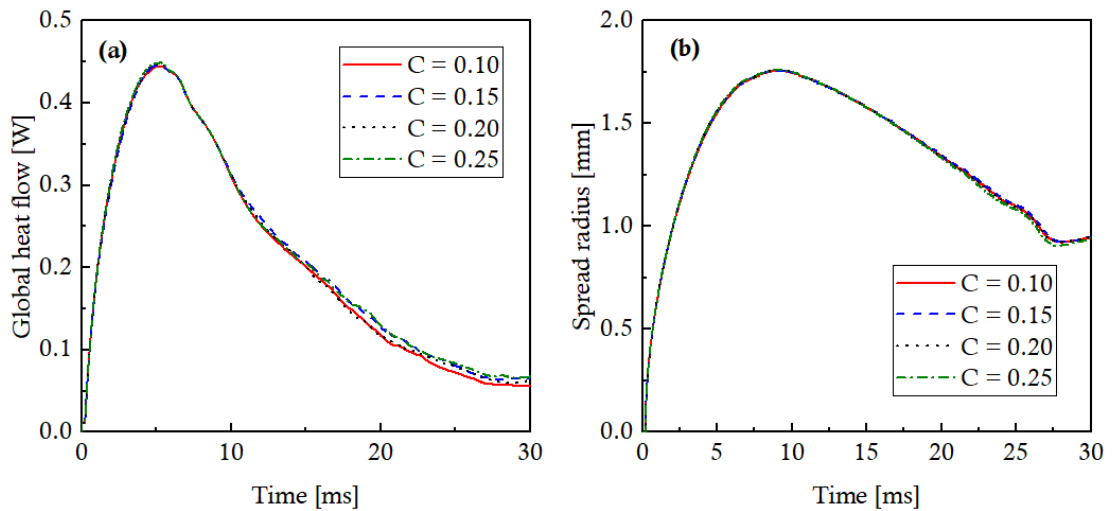 (a)
Global heat flow [W]
0.5
0.4
0.3
0.2
0.1
0.0
C = 0.10
C = 0.15
C = 0.20
C = 0.25
0
10
20
30
Time [ms]
(b)
Spread radius [mm]
2.0
1.5
1.0
0.5
0.0
C = 0.10
C = 0.15
C = 0.20
C = 0.25
0
5
10
15
20
25
30
Time [ms]